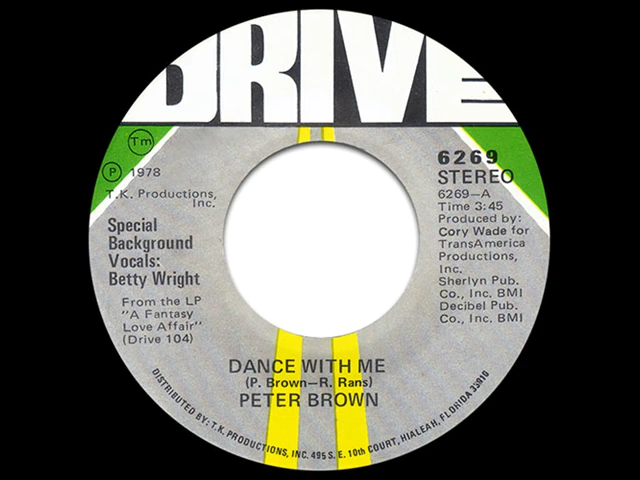 DRIVE
Tm
P 1978
T.K. Productions,
Inc.
Special
Background
Vocals:
Betty Wright
From the LP
"A Fantasy
Love Affair"
(Drive 104)
6269
STEREO
6269—A
Time 3:45
Produced by:
Cory Wade for
TransAmerica
Productions,
Inc.
Sherlyn Pub.
Co., Inc. BMI
Decibel Pub.
Co., Inc. BMI
DANCE WITH ME
(P. Brown—R. Rans)
PETER BROWN
DISTRIBUTED BY: T.K. PRODUCTIONS, INC. 495 S. E. 10th COURT, HIALEAH, FLORIDA 33010